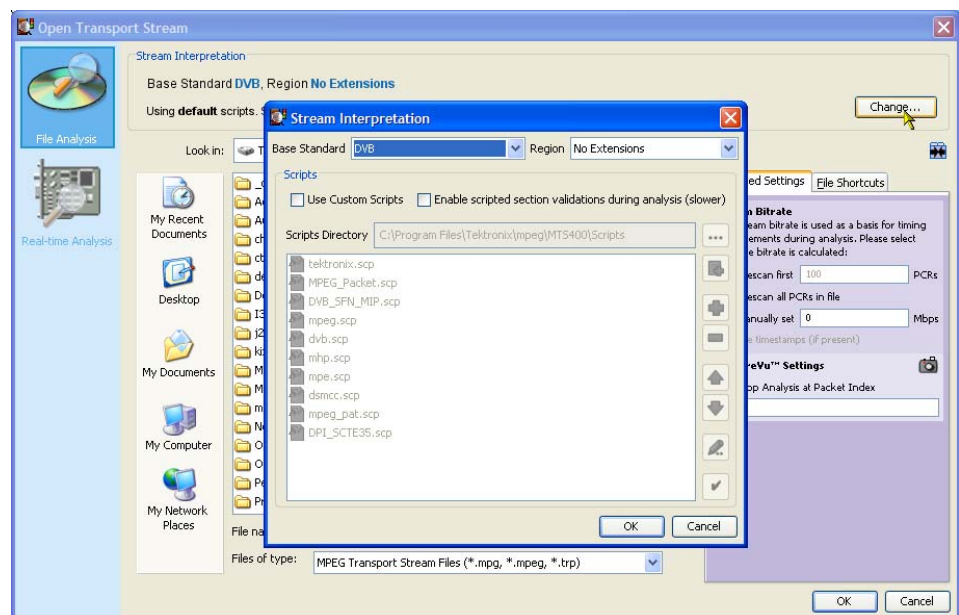 Open Transport Stream
File Analysis
Real-time Analysis
Stream Interpretation
Base Standard DVB, Region No Extensions
Using default scripts.
Change...
Look in:
My Recent
Documents
Desktop
My Documents
My Computer
My Network
Places
File na
Files of type: MPEG Transport Stream Files (*.mpg, *.mpeg, *.trp)
Stream Interpretation
Base Standard DVB Region No Extensions
Scripts
Use Custom Scripts Enable scripted section validations during analysis (slower)
Scripts Directory C:\Program Files\Tektronix\mpeg\MTS400\Scripts ...
tektronix.scp
MPEG_Packet.scp
DVB_SFN_MIP.scp
mpeg.scp
dvb.scp
mhp.scp
mpe.scp
dsmcc.scp
mpeg_pat.scp
DPI_SCTE35.scp
OK Cancel
ed Settings File Shortcuts
n Bitrate
eam bitrate is used as a basis for timing
ements during analysis. Please select
e bitrate is calculated:
escan first 100 PCRs
escan all PCRs in file
anually set 0 Mbps
e timestamps (if present)
reVu™ Settings
op Analysis at Packet Index
OK Cancel